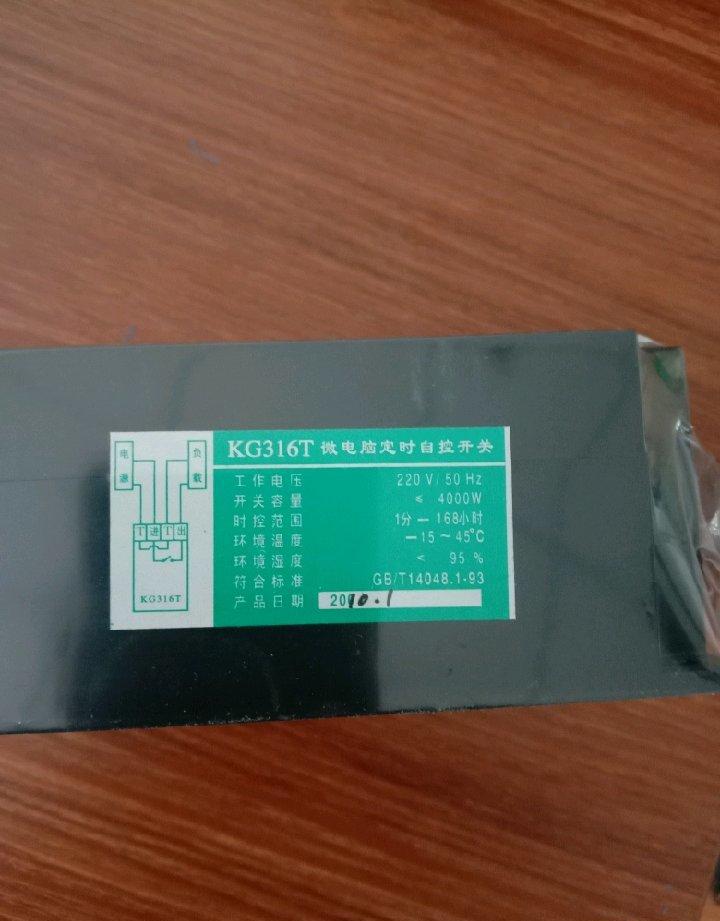 KG316T 微电脑定时自控开关
电源 负载
T 进 T 出
KG316T
工作电压 220 V/ 50 Hz
开关容量 ≤ 4000W
时控范围 1分 — 168小时
环境温度 —15 ~ 45℃
环境湿度 < 95 %
符合标准 GB/T14048.1-93
产品日期 2010.1